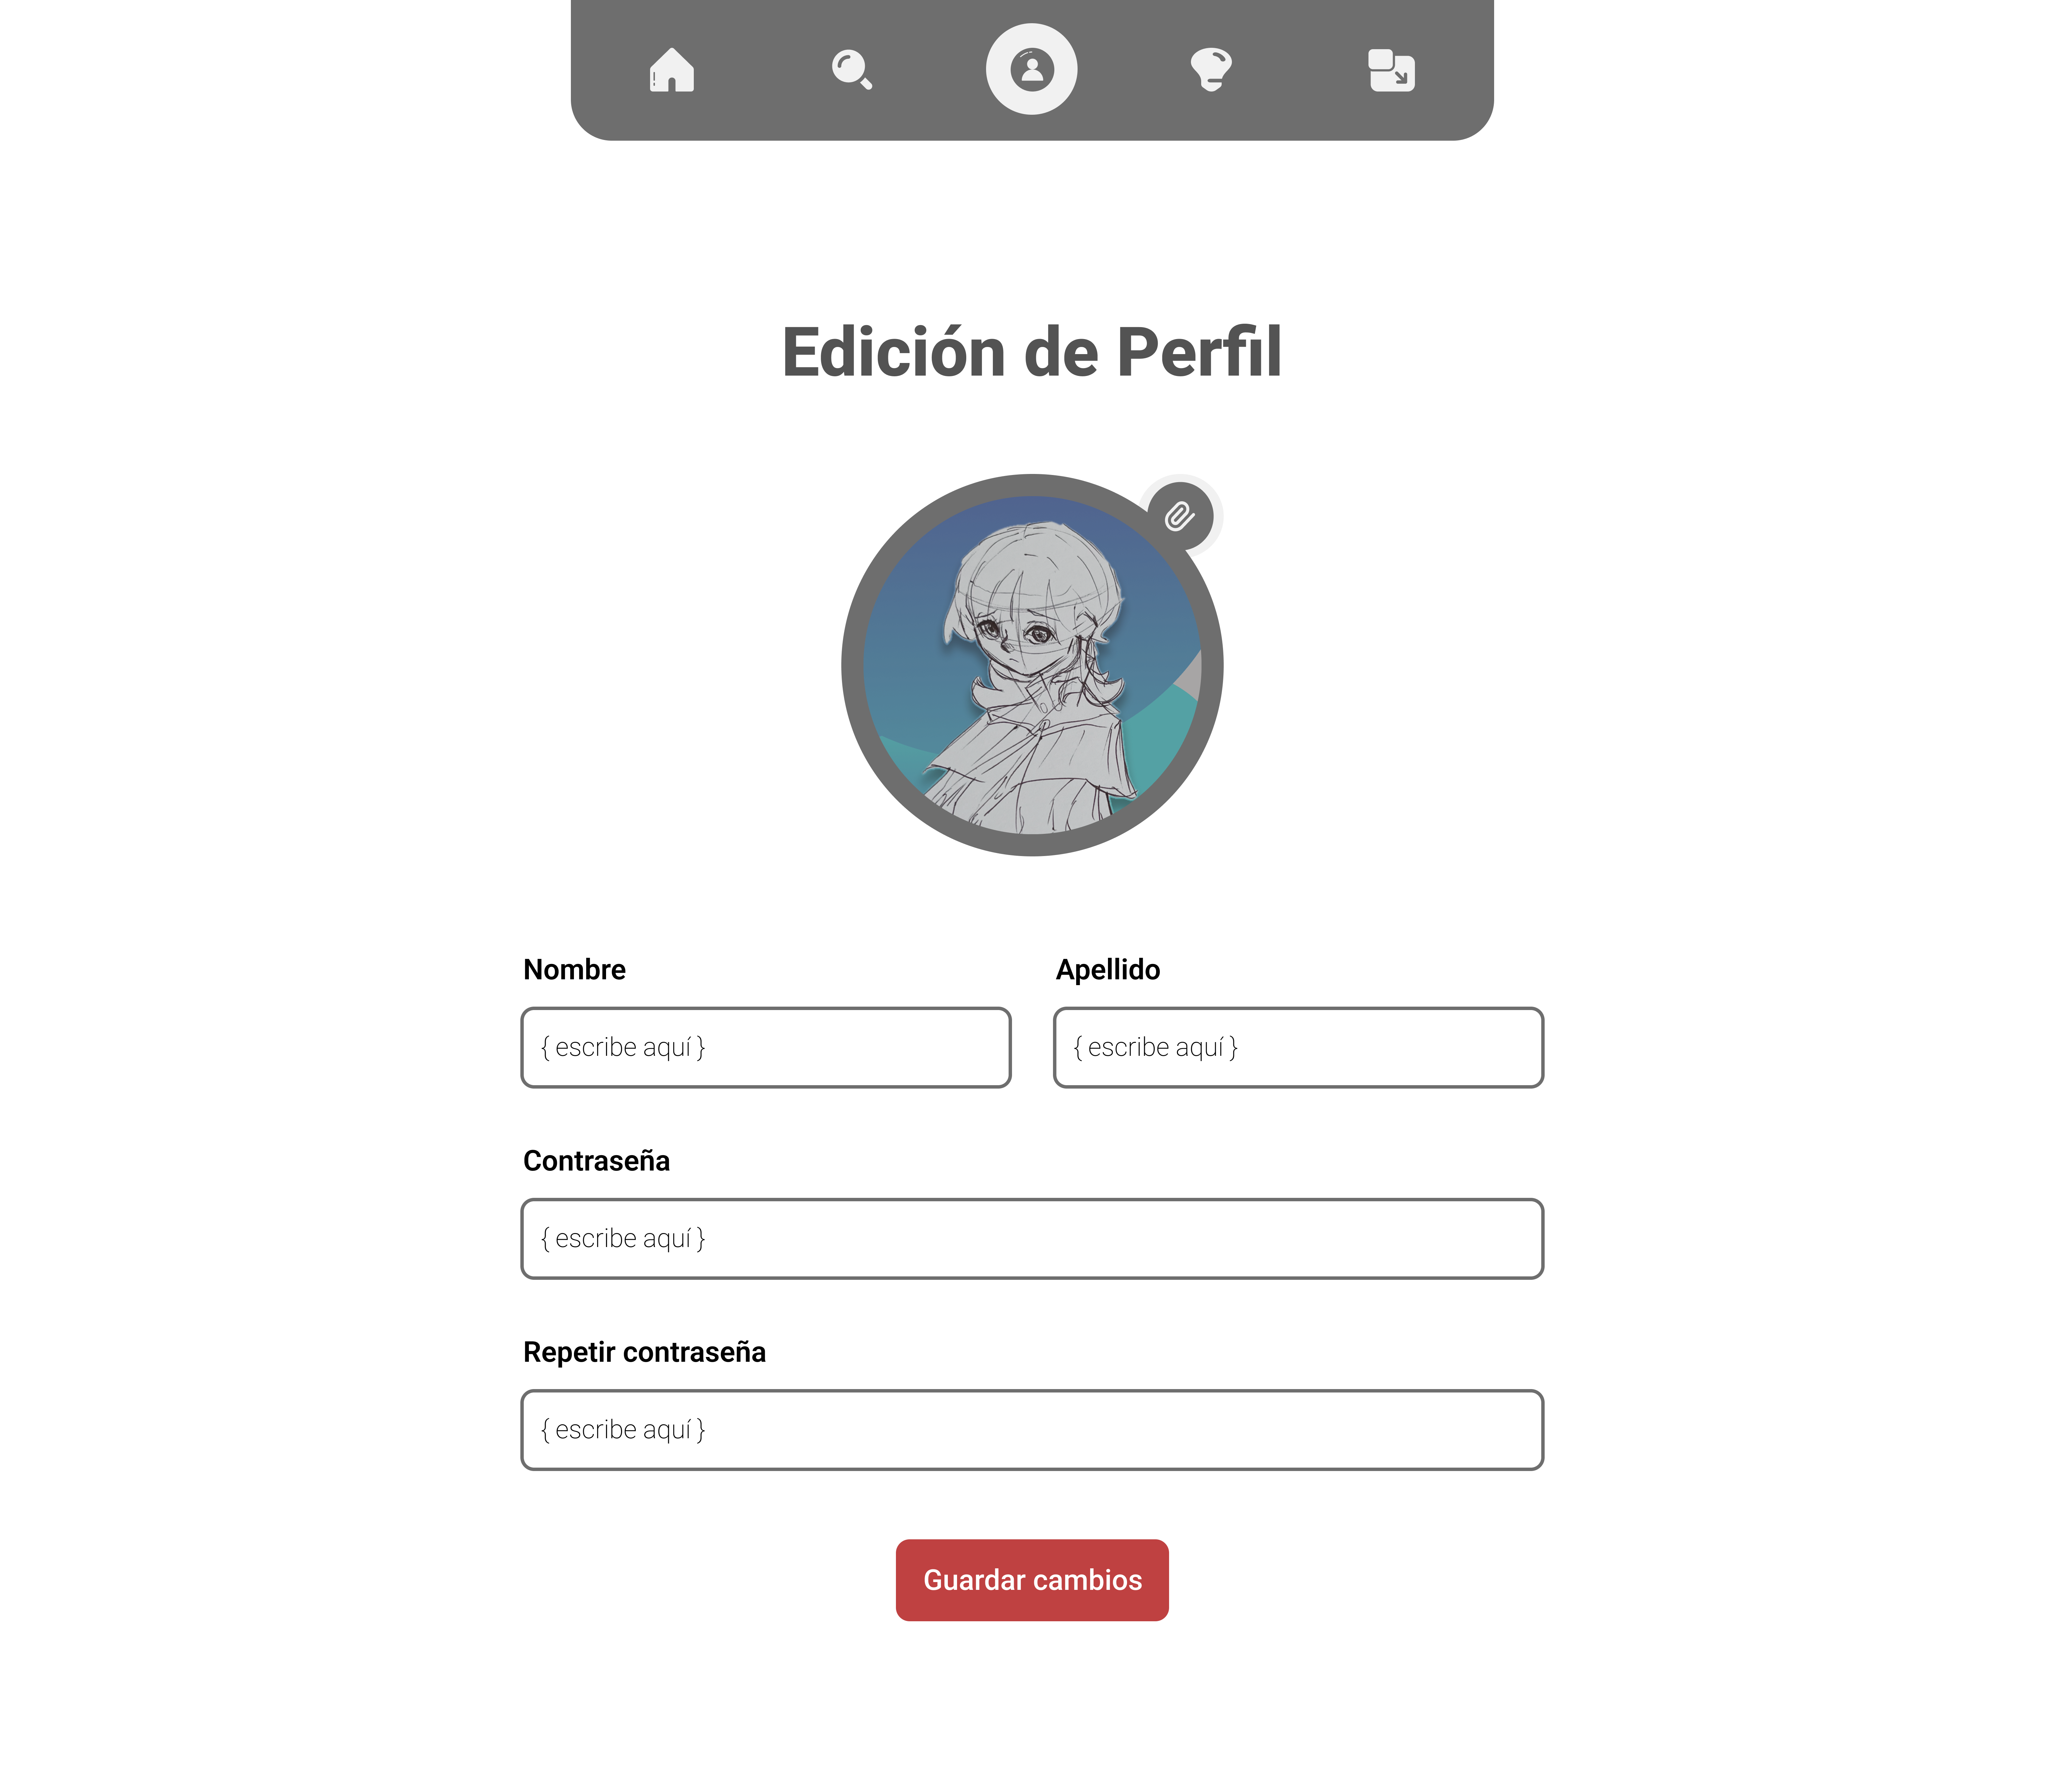 Edición de Perfil
Nombre
Apellido
{ escribe aquí }
{ escribe aquí }
Contraseña
{ escribe aquí }
Repetir contraseña
{ escribe aquí }
Guardar cambios